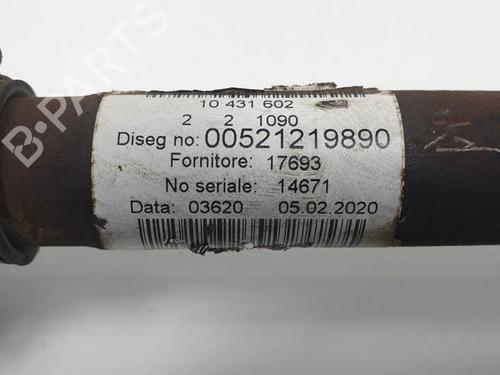 B-PARTS
10 431 602
2 2 1090
Diseg no: 00521219890
Fornitore: 17693
No seriale: 14671
Data: 03620 05.02.2020